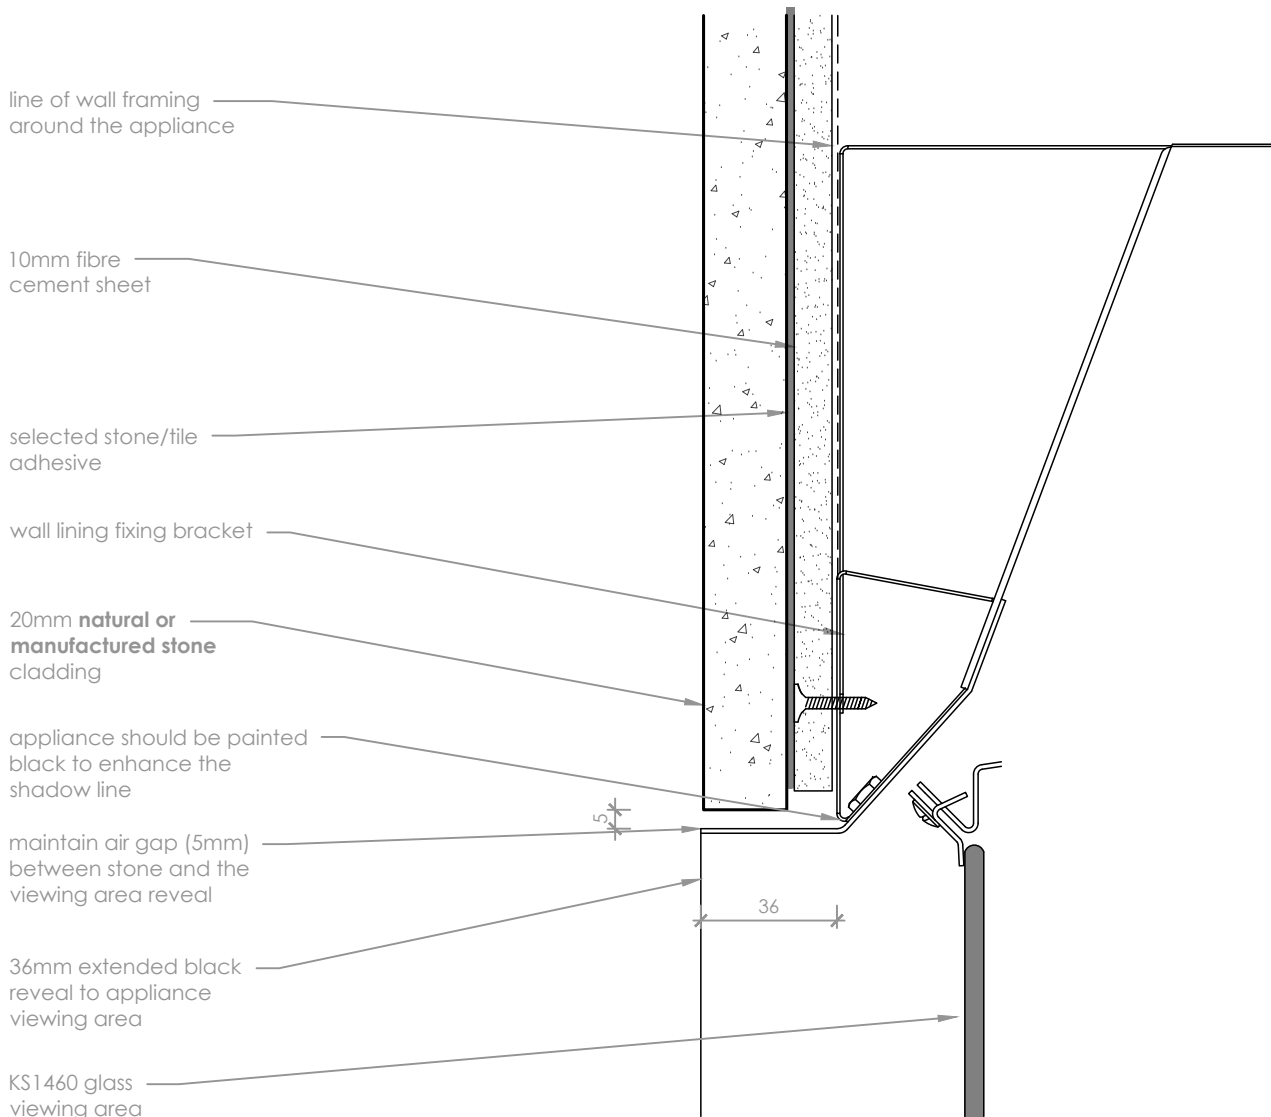 line of wall framing
around the appliance
10mm fibre
cement sheet
selected stone/tile
adhesive
wall lining fixing bracket
20mm natural or
manufactured stone
cladding
appliance should be painted
black to enhance the
shadow line
5
maintain air gap (5mm)
between stone and the
viewing area reveal
36
36mm extended black
reveal to appliance
viewing area
KS1460 glass
viewing area